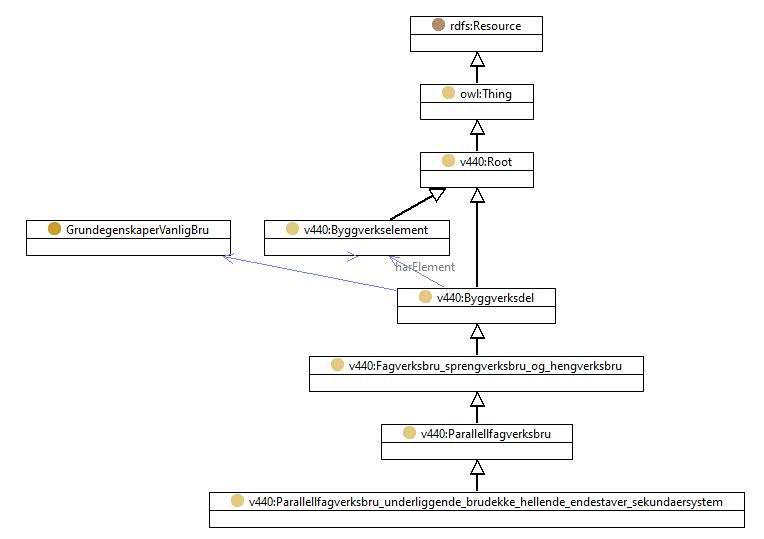 rdfs:Resource
owl:Thing
v440:Root
GrundegenskaperVanligBru
v440:Byggverkselement
harElement
v440:Byggverksdel
v440:Fagverksbru_sprengverksbru_og_hengverksbru
v440:Parallellfagverksbru
v440:Parallellfagverksbru_underliggende_brudekke_hellende_endestaver_sekundaersystem